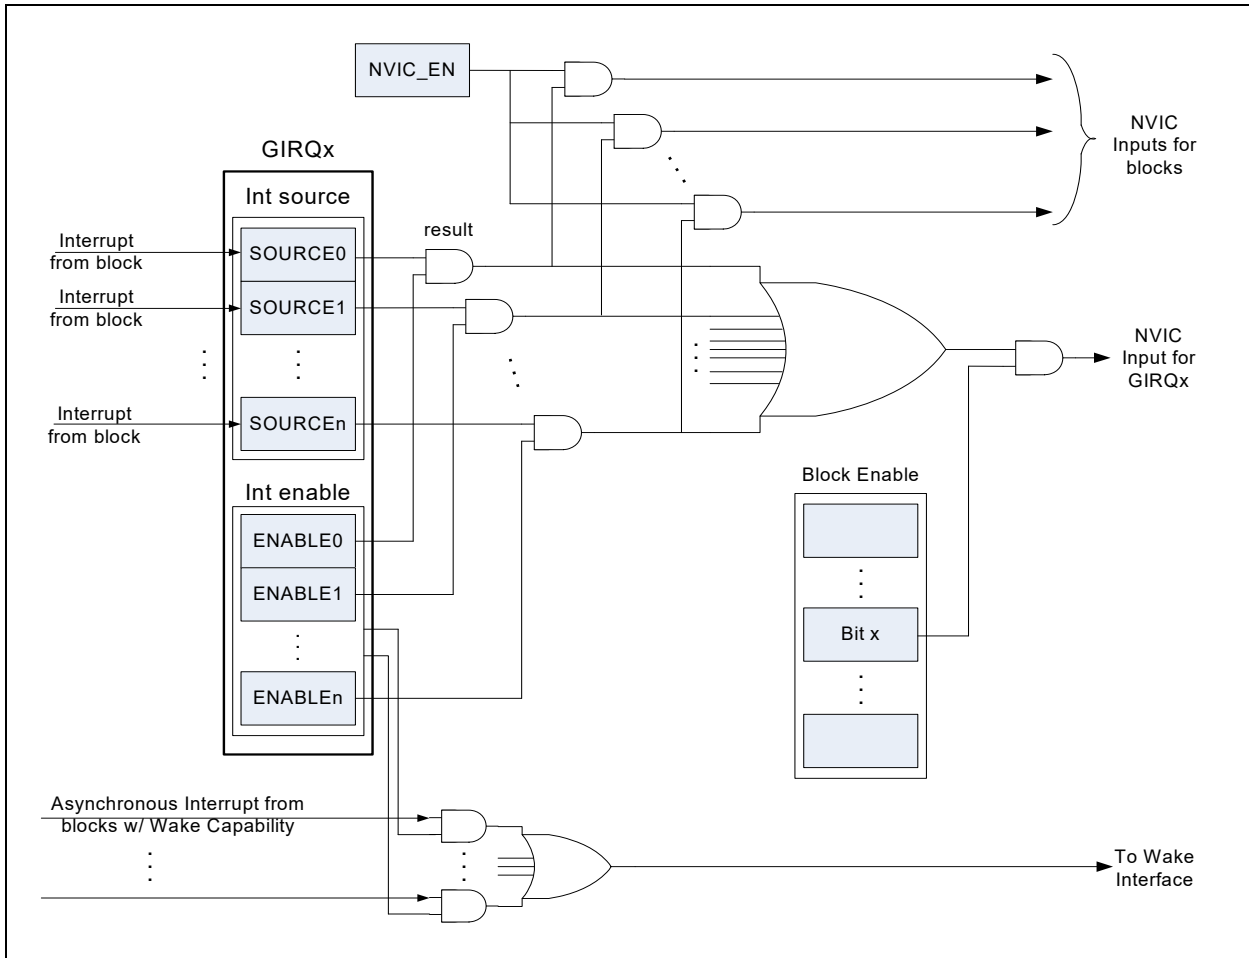 NVIC_EN
NVIC
Inputs for
blocks
GIRQx
Int source
result
Interrupt
from block
SOURCE0
Interrupt
from block
SOURCE1
NVIC
Input for
GIRQx
Interrupt
from block
SOURCEn
Block Enable
Int enable
ENABLE0
ENABLE1
Bit x
ENABLEn
Asynchronous Interrupt from
blocks w/ Wake Capability
To Wake
Interface